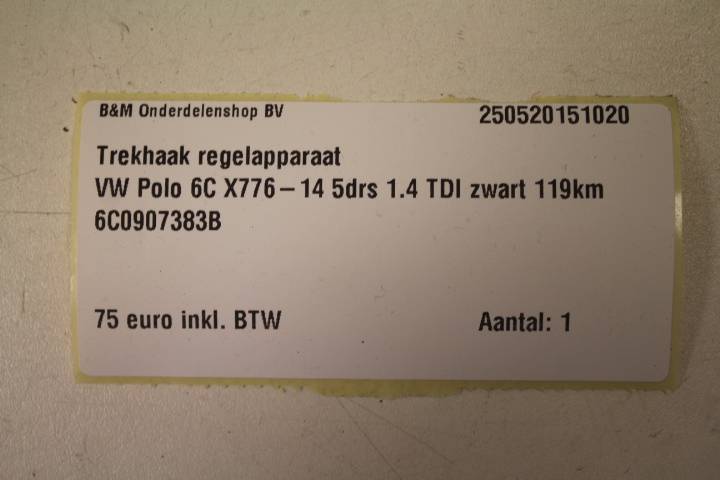 B&M Onderdelenshop BV 250520151020
Trekhaak regelapparaat
VW Polo 6C X776-14 5drs 1.4 TDI zwart 119km
6C0907383B
75 euro inkl. BTW Aantal: 1